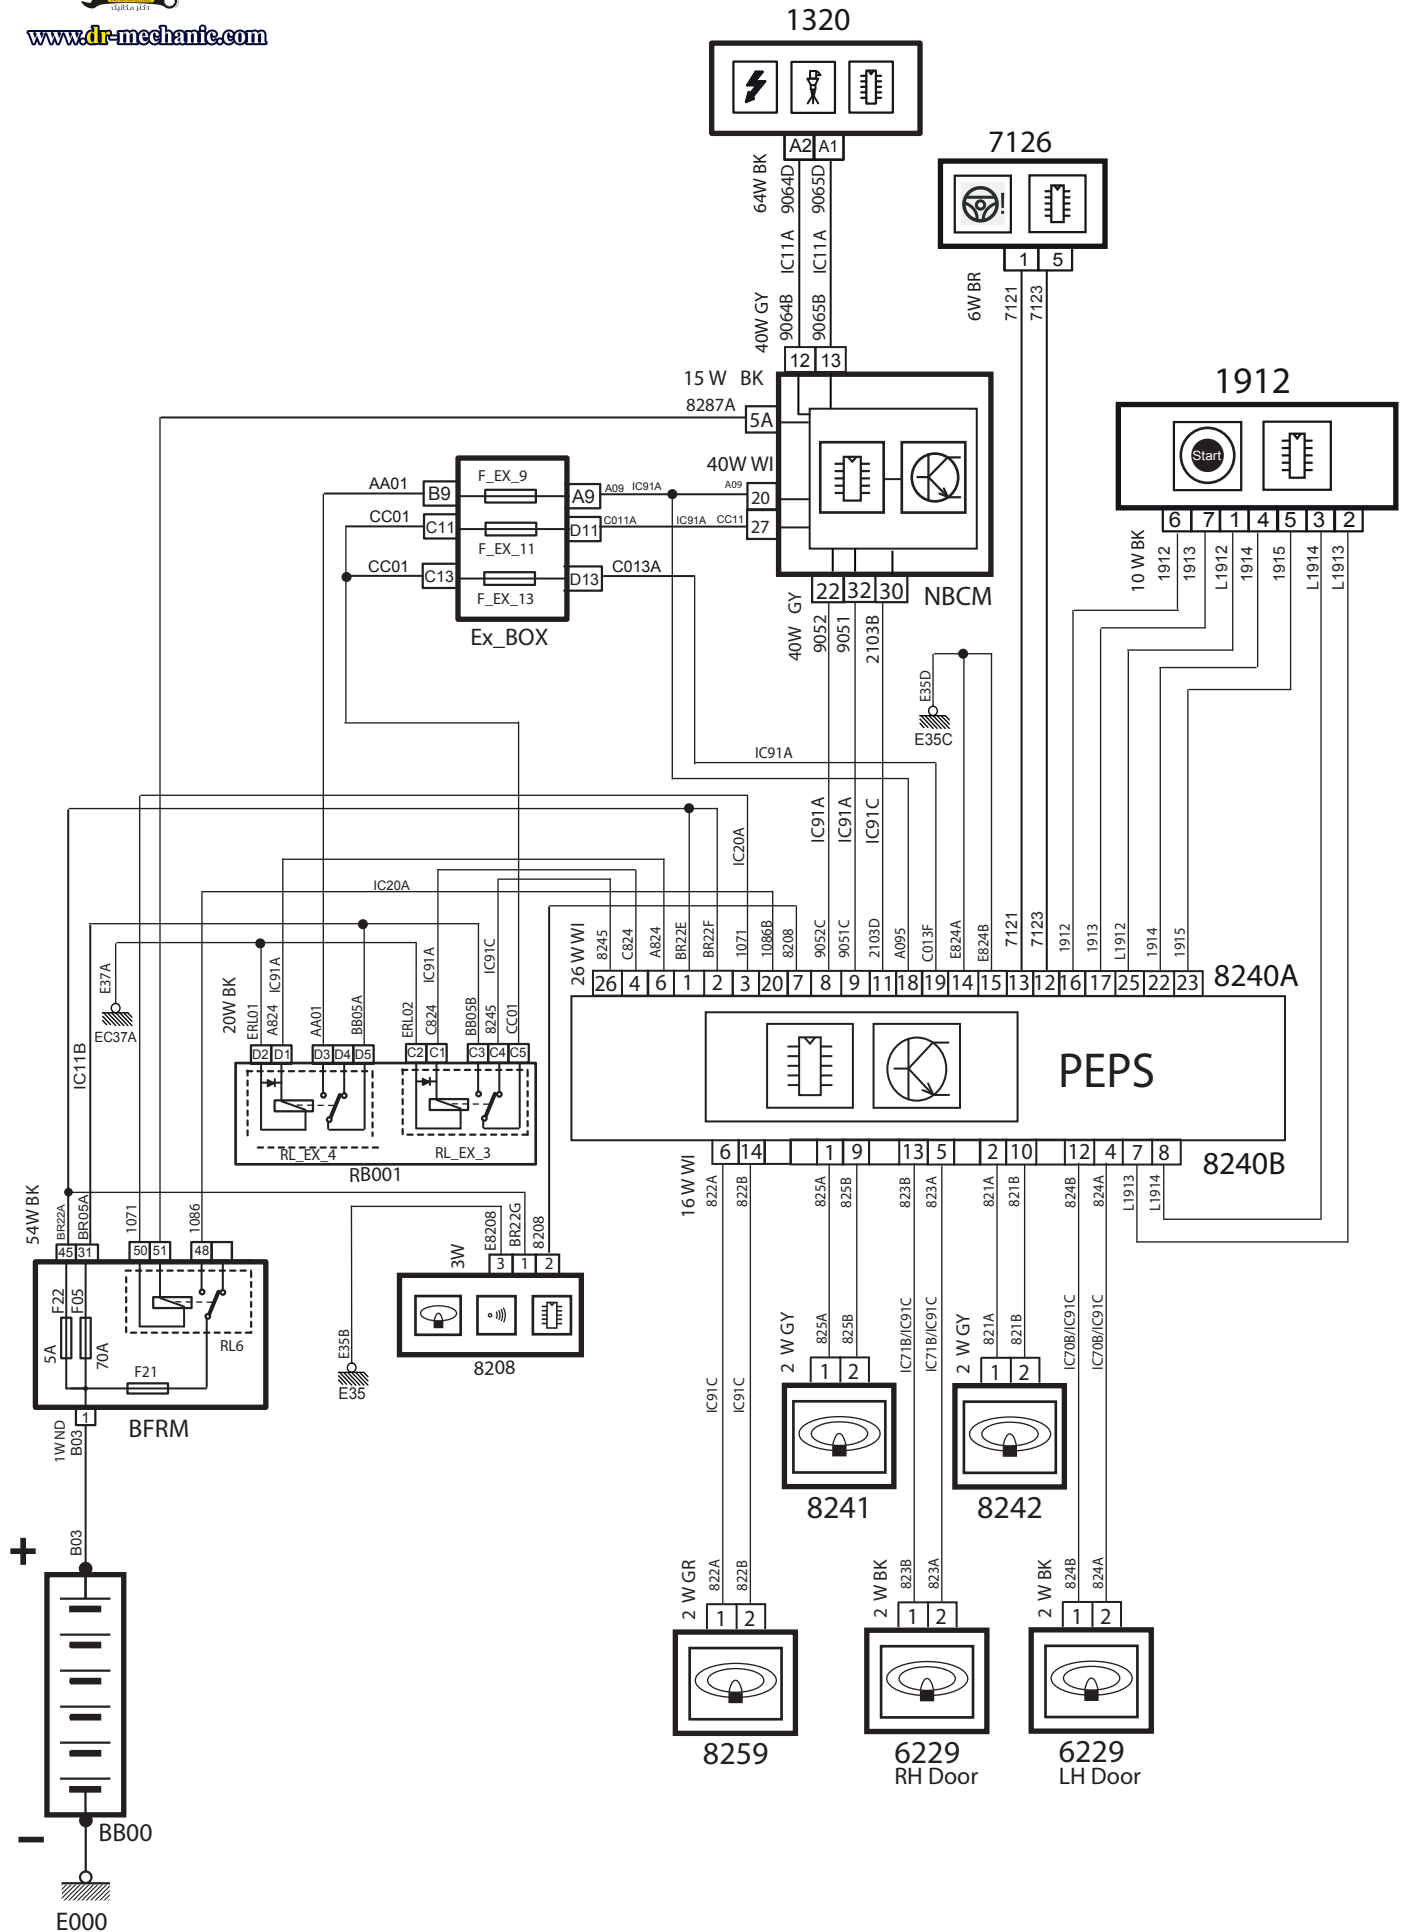 دکتر مکانیک
www.dr-mechanic.com
1320
A2 A1
64W BK
9064D
9065D
IC11A
IC11A
40W GY
9064B
9065B
12 13
7126
1 5
6W BR
7121
7123
1912
Start
6 7 1 4 5 3 2
10 W BK
1912
1913
L1912
1914
1915
L1914
L1913
15 W BK
8287A
5A
40W WI
A09
20
CC11
27
22 32 30
NBCM
40W GY
9052
9051
2103B
AA01
B9
F_EX_9
A9
A09
IC91A
CC01
C11
F_EX_11
D11
C011A
IC91A
CC01
C13
F_EX_13
D13
C013A
Ex_BOX
E35D
E35C
IC91A
IC91A
IC91A
IC91C
IC20A
IC20A
26 W WI
8245
C824
A824
BR22E
BR22F
1071
1086B
8208
9052C
9051C
2103D
A095
C013F
E824A
E824B
7121
7123
1912
1913
L1912
1914
1915
26 4 6 1 2 3 20 7 8 9 11 18 19 14 15 13 12 16 17 25 22 23
8240A
PEPS
8240B
6 14 1 9 13 5 2 10 12 4 7 8
16 W WI
822A
822B
825A
825B
823B
823A
821A
821B
824B
824A
L1913
L1914
E37A
EC37A
IC11B
20W BK
ERL01
A824
IC91A
AA01
BB05A
ERL02
C824
IC91A
BB05B
8245
IC91C
CC01
D2 D1 D3 D4 D5 C2 C1 C3 C4 C5
RL_EX_4
RL_EX_3
RB001
54W BK
BR22A
BR05A
1071
1086
45 31 50 51 48
F22
F05
5A
70A
F21
RL6
1
BFRM
1W ND
B03
B03
+
−
BB00
E000
E35B
E35
3W
E8208
BR22G
8208
3 1 2
8208
2 W GY
825A
825B
1 2
8241
2 W GY
821A
821B
1 2
8242
IC91C
IC91C
IC71B/IC91C
IC71B/IC91C
IC70B/IC91C
IC70B/IC91C
2 W GR
822A
822B
1 2
8259
2 W BK
823B
823A
1 2
6229
RH Door
2 W BK
824B
824A
1 2
6229
LH Door